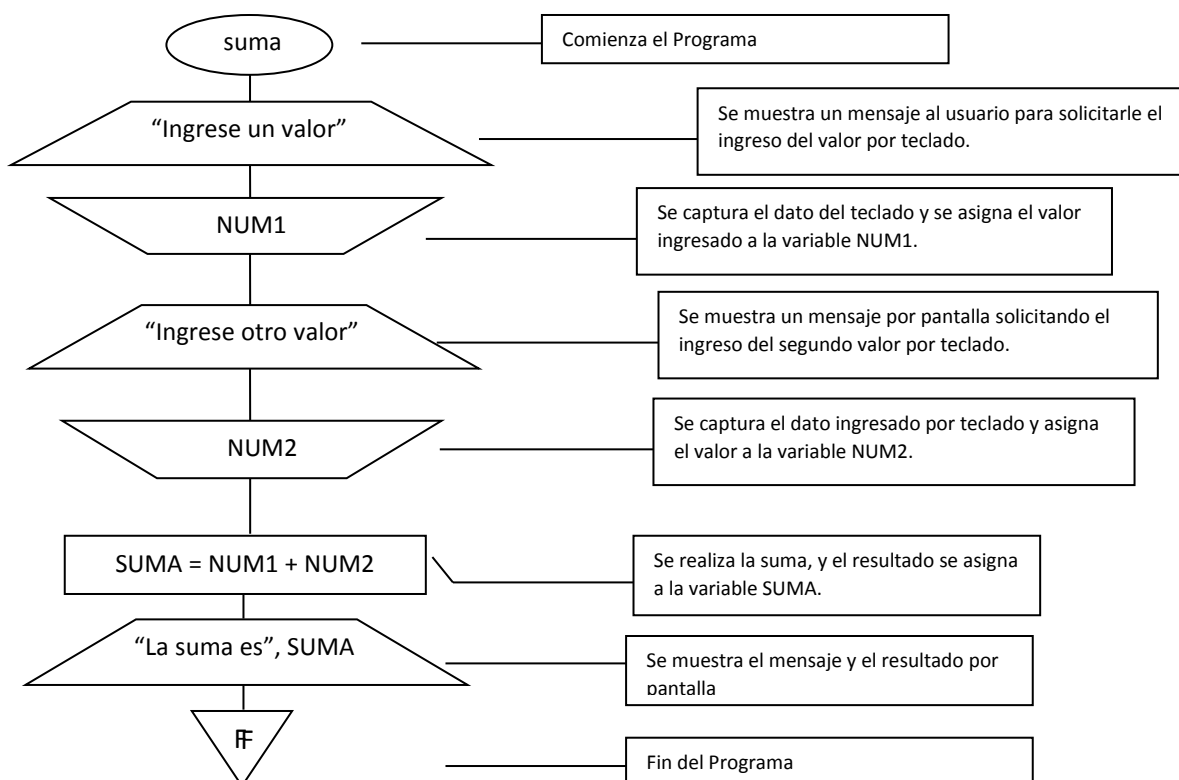 suma
Comienza el Programa
“Ingrese un valor”
Se muestra un mensaje al usuario para solicitarle el
ingreso del valor por teclado.
NUM1
Se captura el dato del teclado y se asigna el valor
ingresado a la variable NUM1.
“Ingrese otro valor”
Se muestra un mensaje por pantalla solicitando el
ingreso del segundo valor por teclado.
NUM2
Se captura el dato ingresado por teclado y asigna
el valor a la variable NUM2.
SUMA = NUM1 + NUM2
Se realiza la suma, y el resultado se asigna
a la variable SUMA.
“La suma es”, SUMA
Se muestra el mensaje y el resultado por
pantalla
F
Fin del Programa